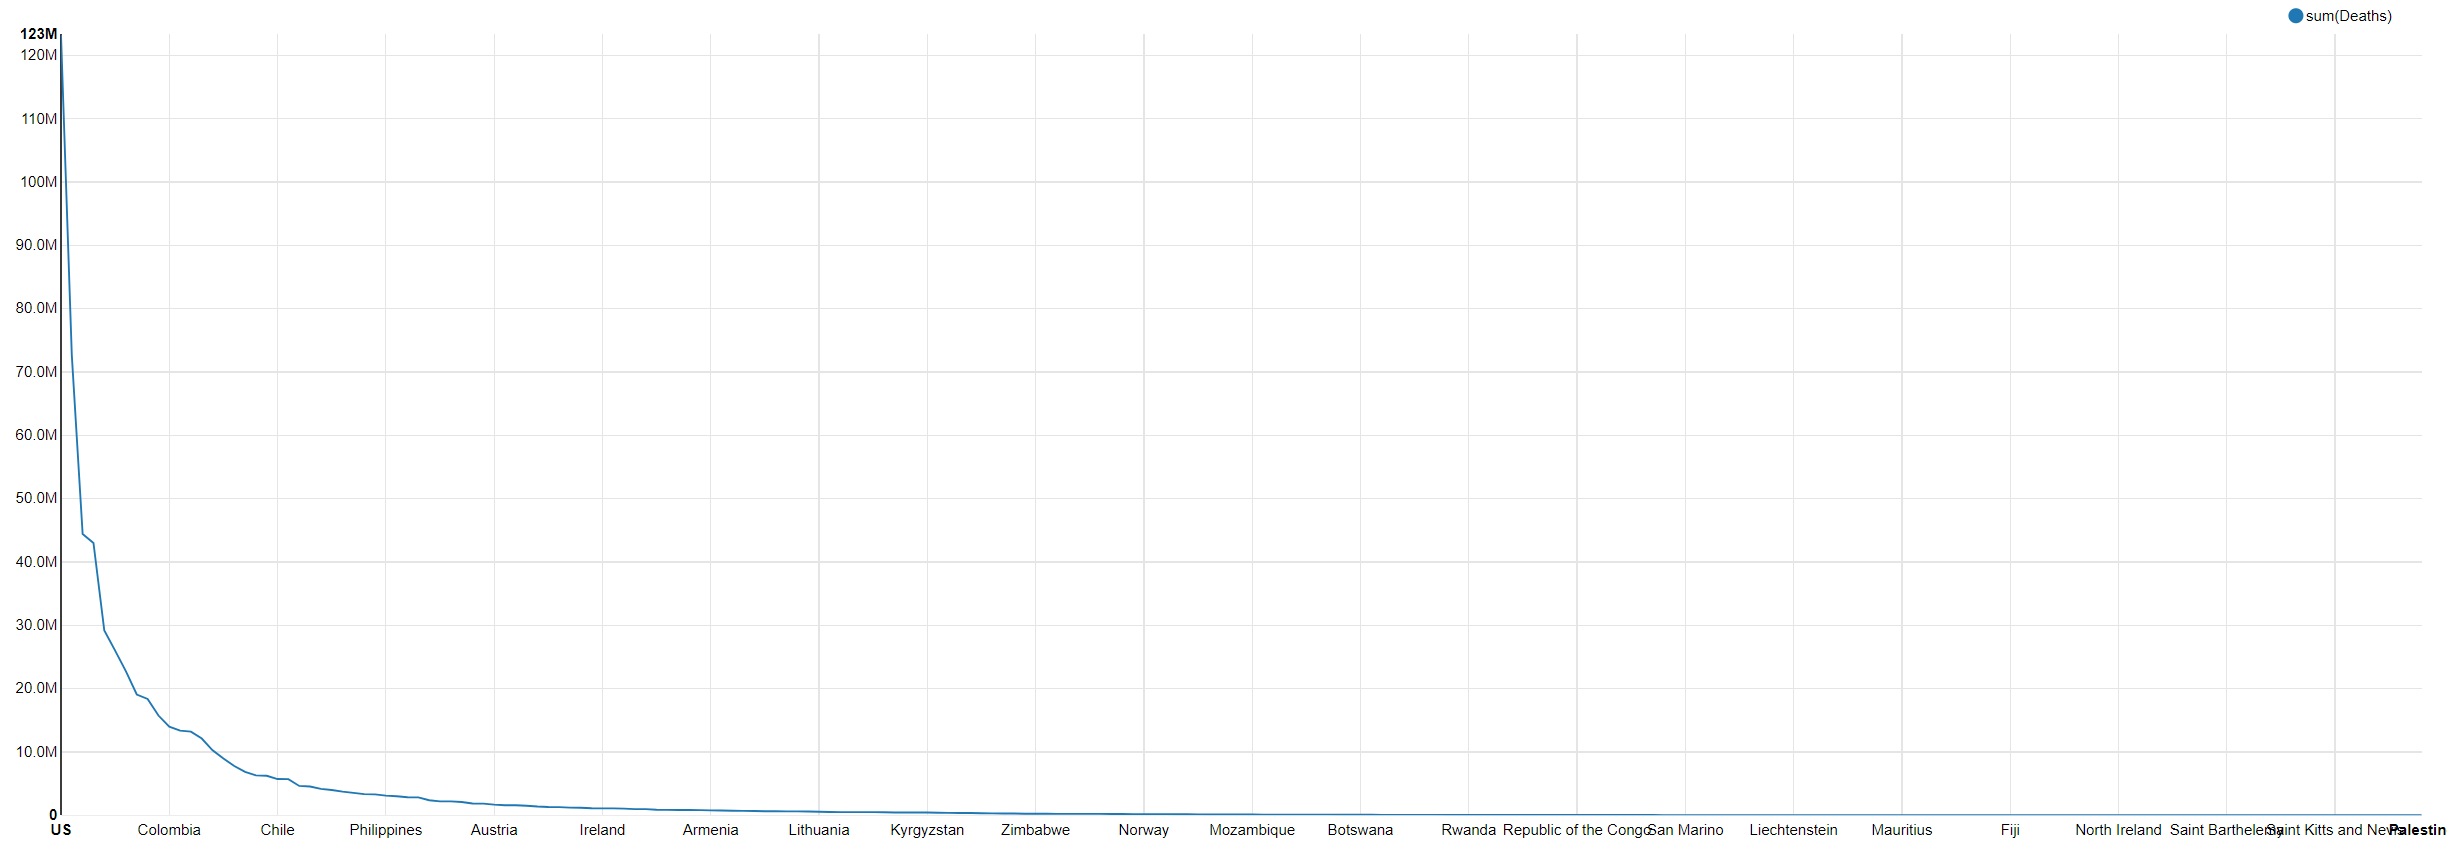 sum(Deaths)
123M
120M
110M
100M
90.0M
80.0M
70.0M
60.0M
50.0M
40.0M
30.0M
20.0M
10.0M
0
US Colombia Chile Philippines Austria Ireland Armenia Lithuania Kyrgyzstan Zimbabwe Norway Mozambique Botswana Rwanda Republic of the Congo San Marino Liechtenstein Mauritius Fiji North Ireland Saint Barthelemy Saint Kitts and Nevis Palestin